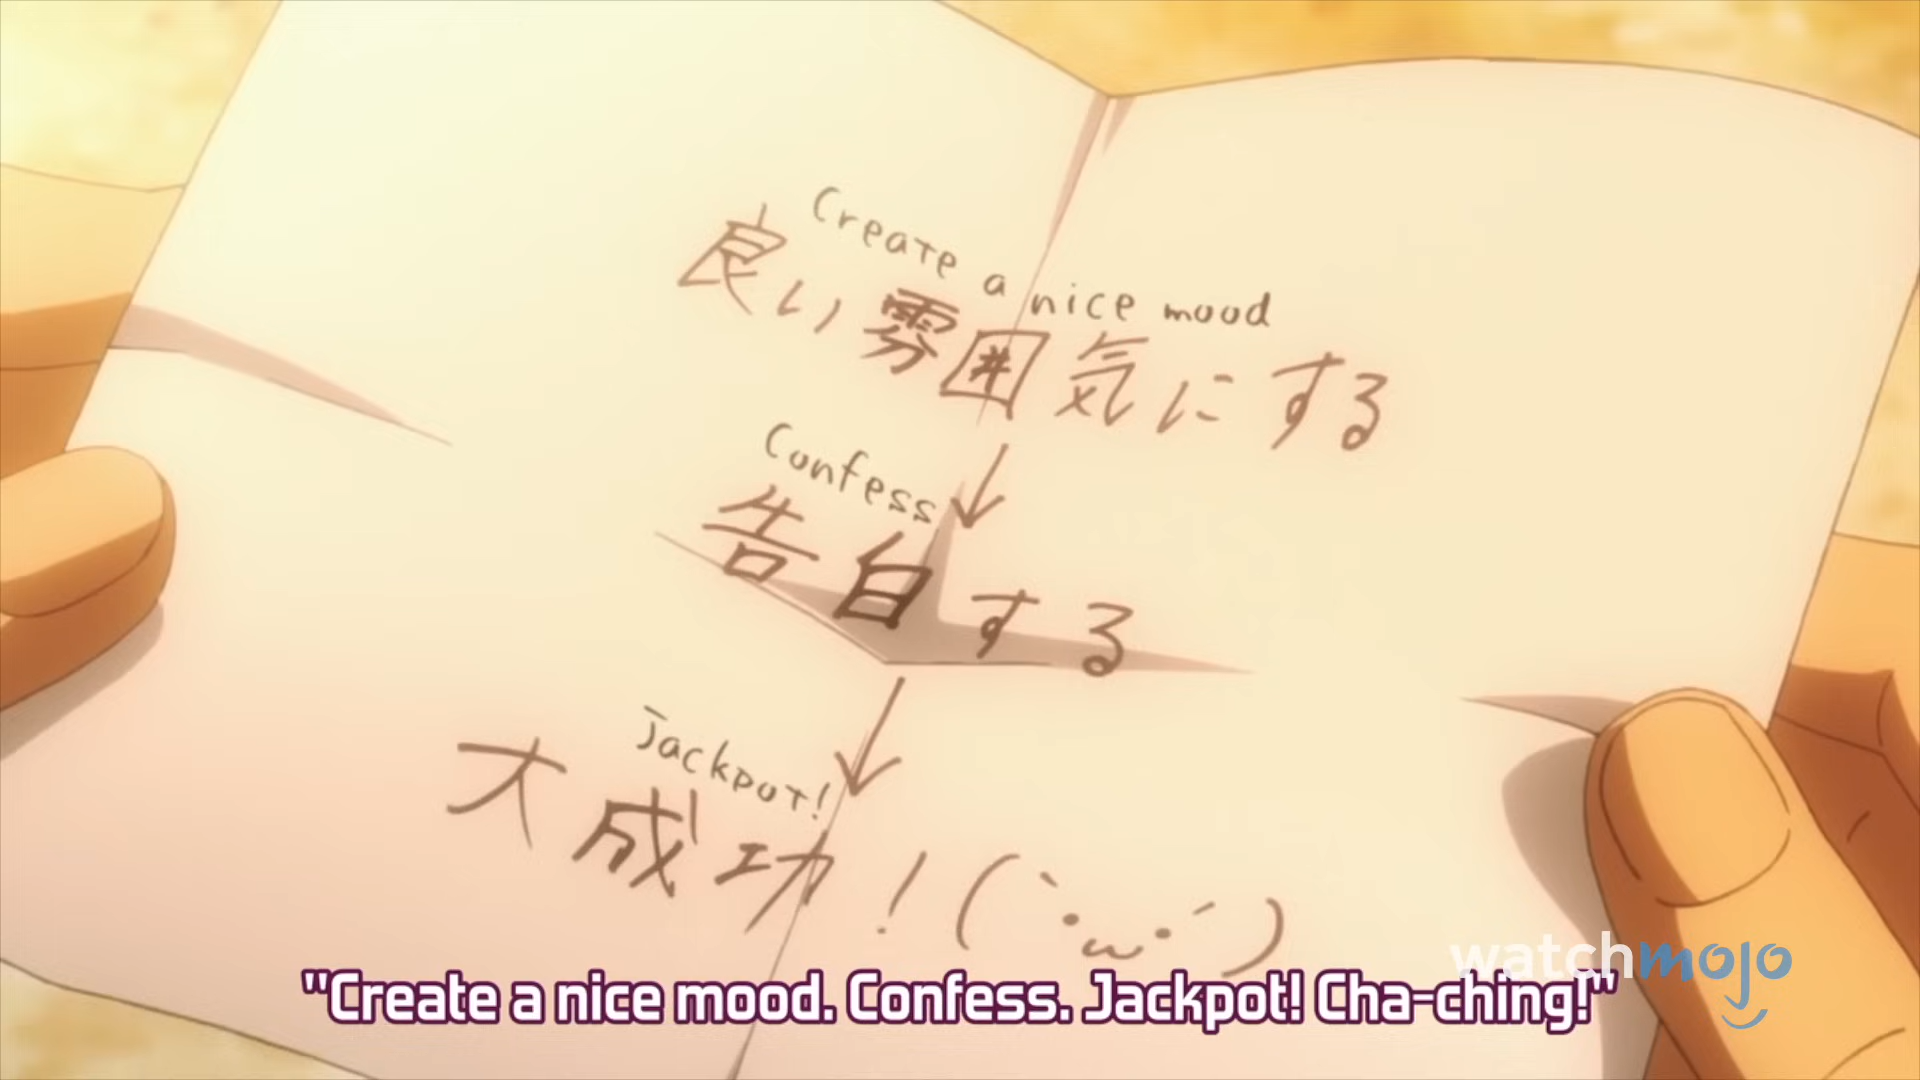 Create a nice mood
良い雰囲気にする
Confess
告白する
Jackpot!
大成功！(`･ω･´)
watchmojo
"Create a nice mood. Confess. Jackpot! Cha-ching!"